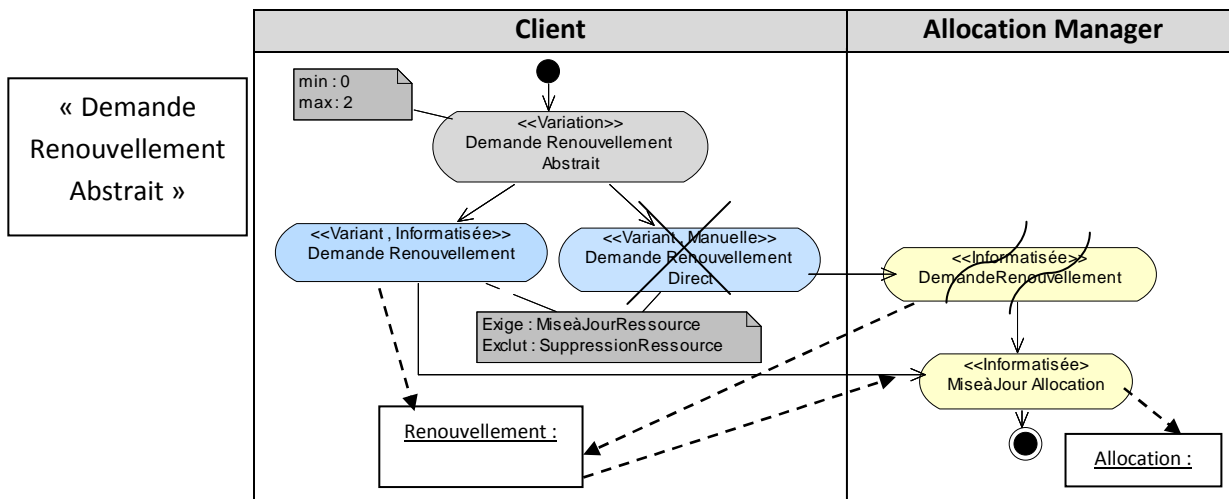 Client
Allocation Manager
« Demande
Renouvellement
Abstrait »
min : 0
max : 2
<<Variation>>
Demande Renouvellement
Abstrait
<<Variant , Informatisée>>
Demande Renouvellement
<<Variant , Manuelle>>
Demande Renouvellement
Direct
<<Informatisée>>
DemandeRenouvellement
Exige : MiseàJourRessource
Exclut : SuppressionRessource
<<Informatisée>
MiseàJour Allocation
Renouvellement :
Allocation :